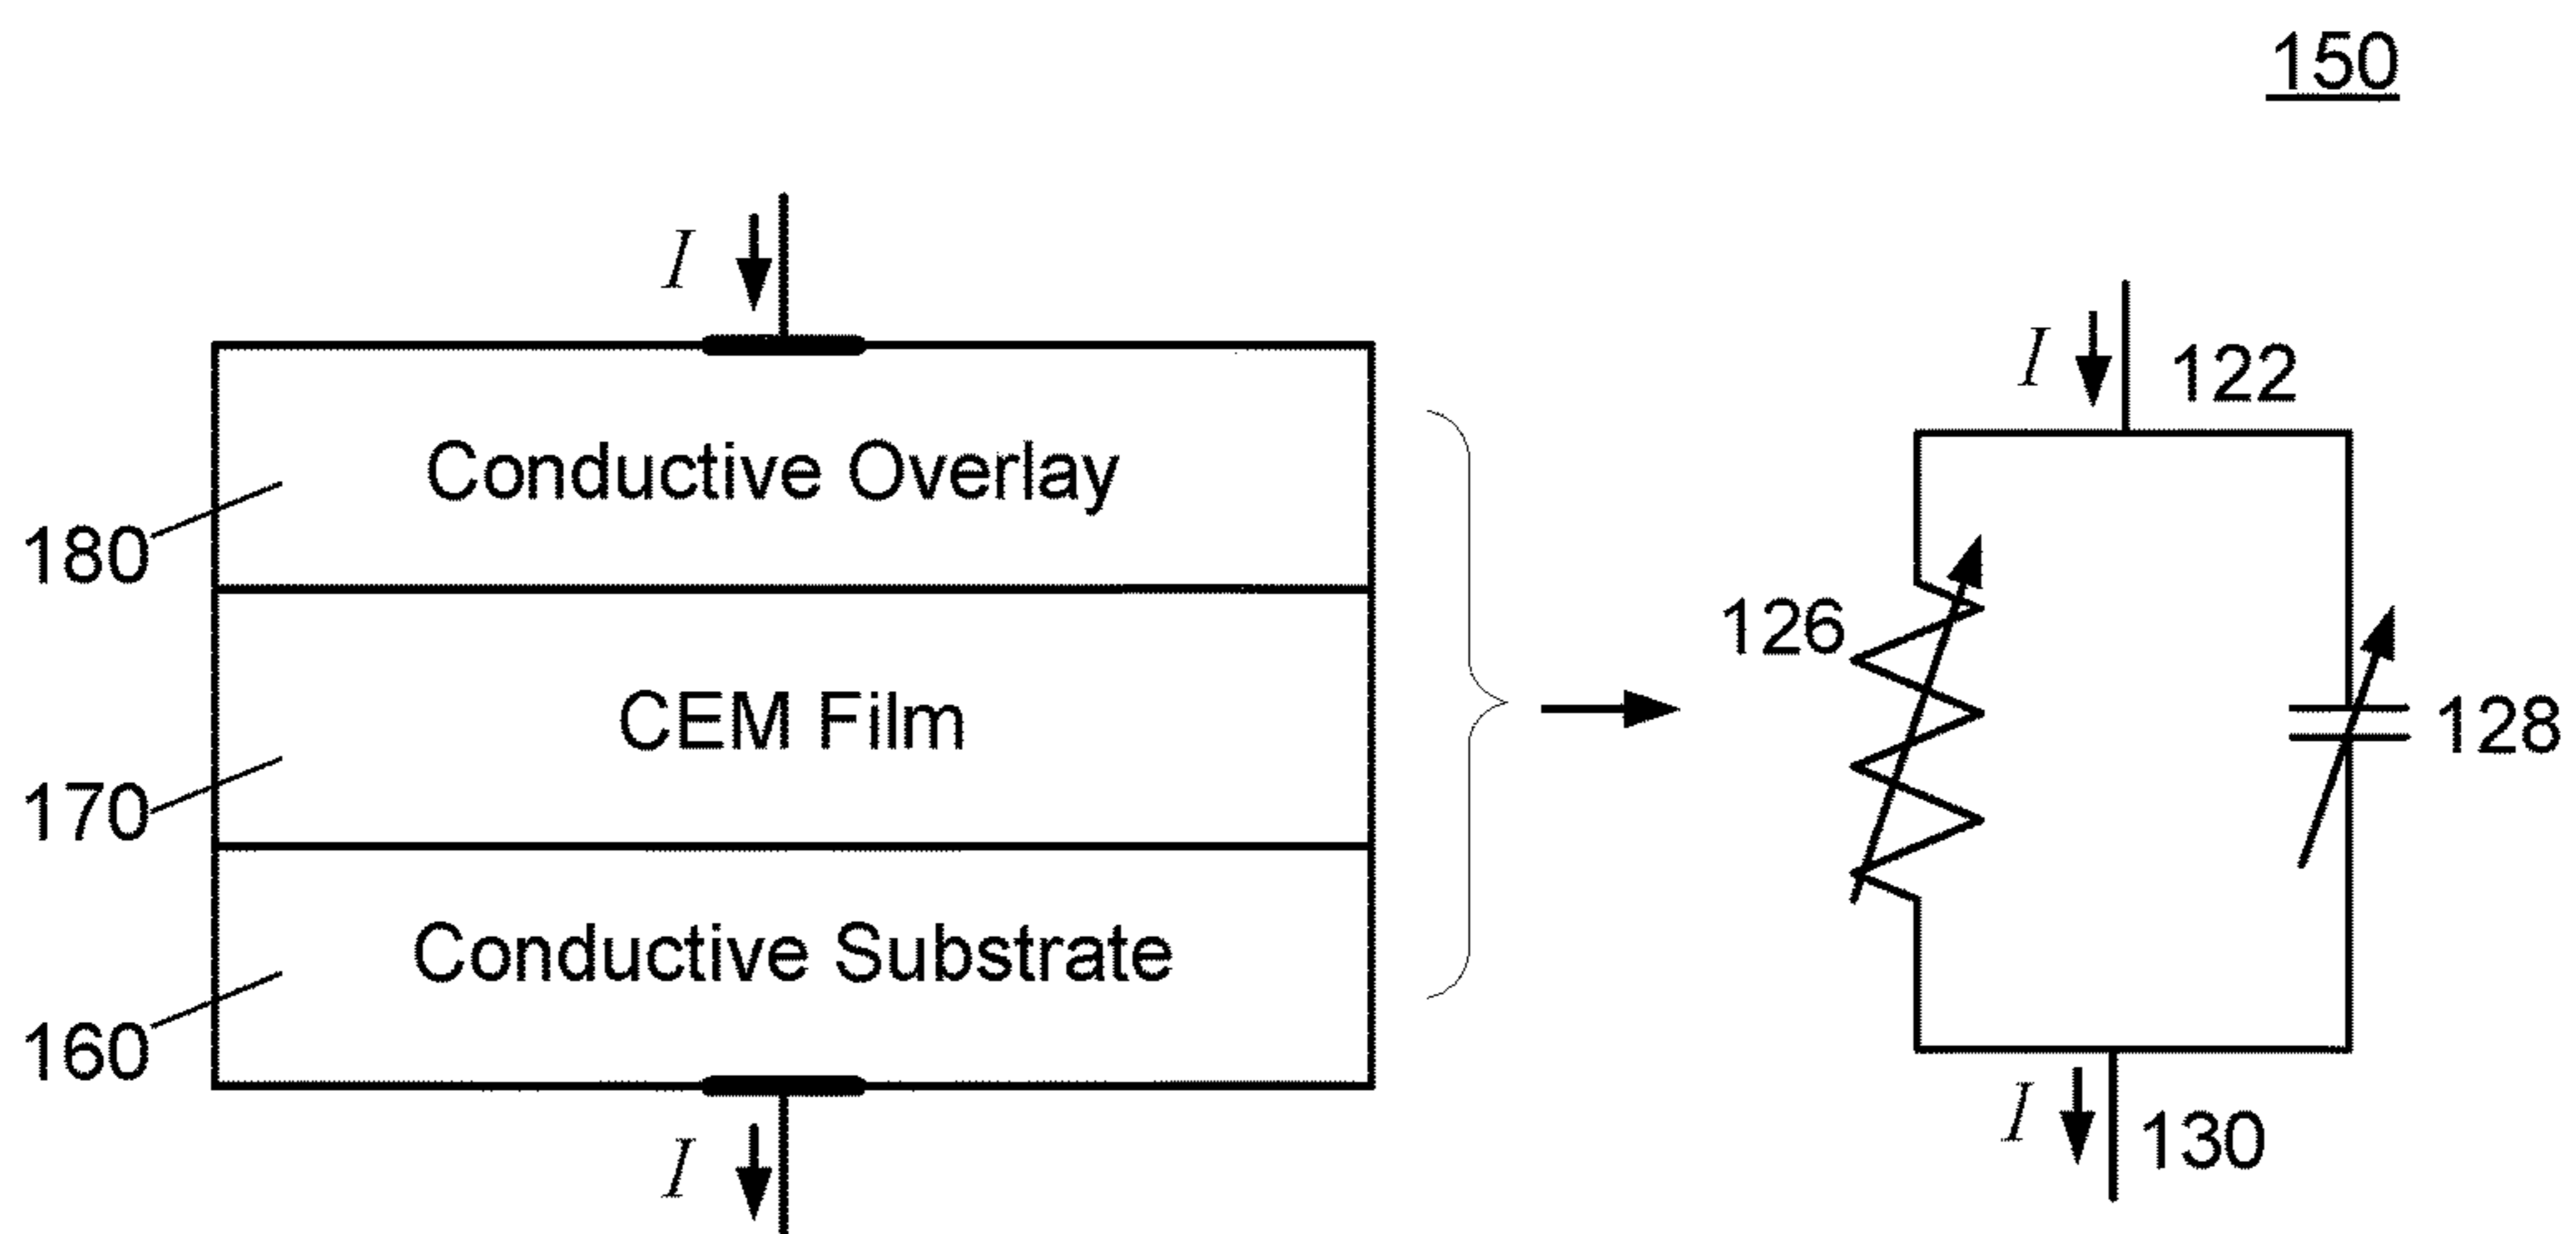 150
I
I
122
Conductive Overlay
180
126
CEM Film
128
170
Conductive Substrate
160
I
130
I